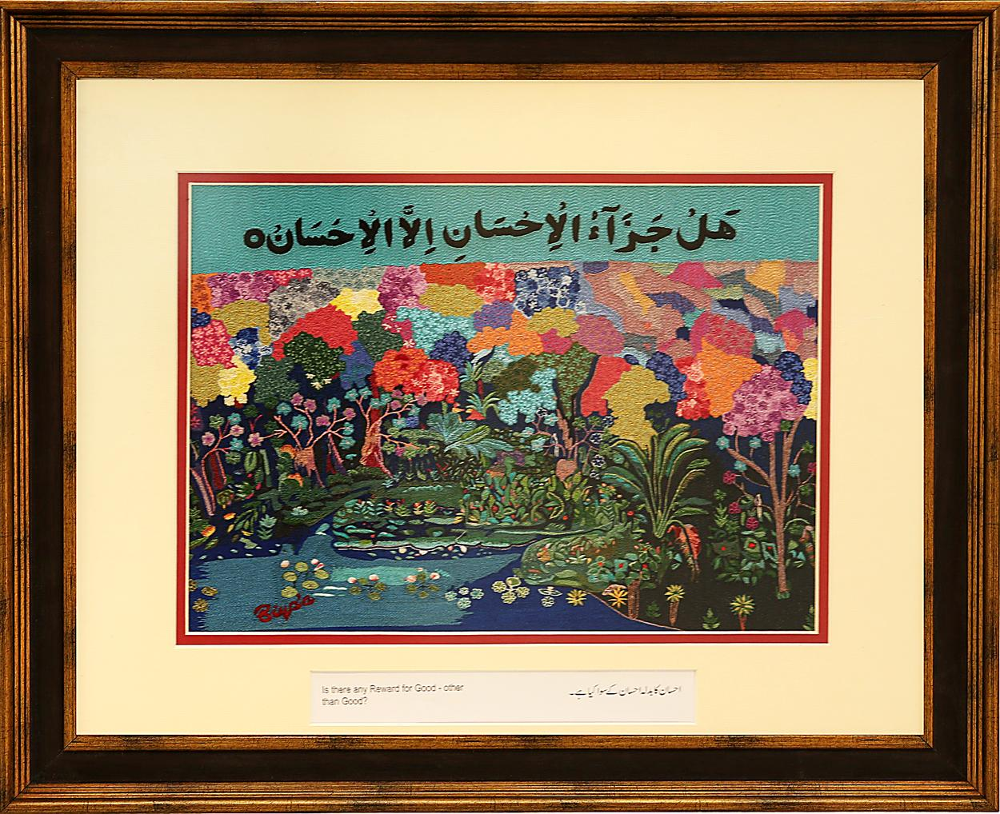 هَلْ جَزَآءُ الْاِحْسَانِ اِلَّا الْاِحْسَانُ ہ
Is there any Reward for Good - other
than Good?
احسان کا بدلہ احسان کے سوا کیا ہے۔